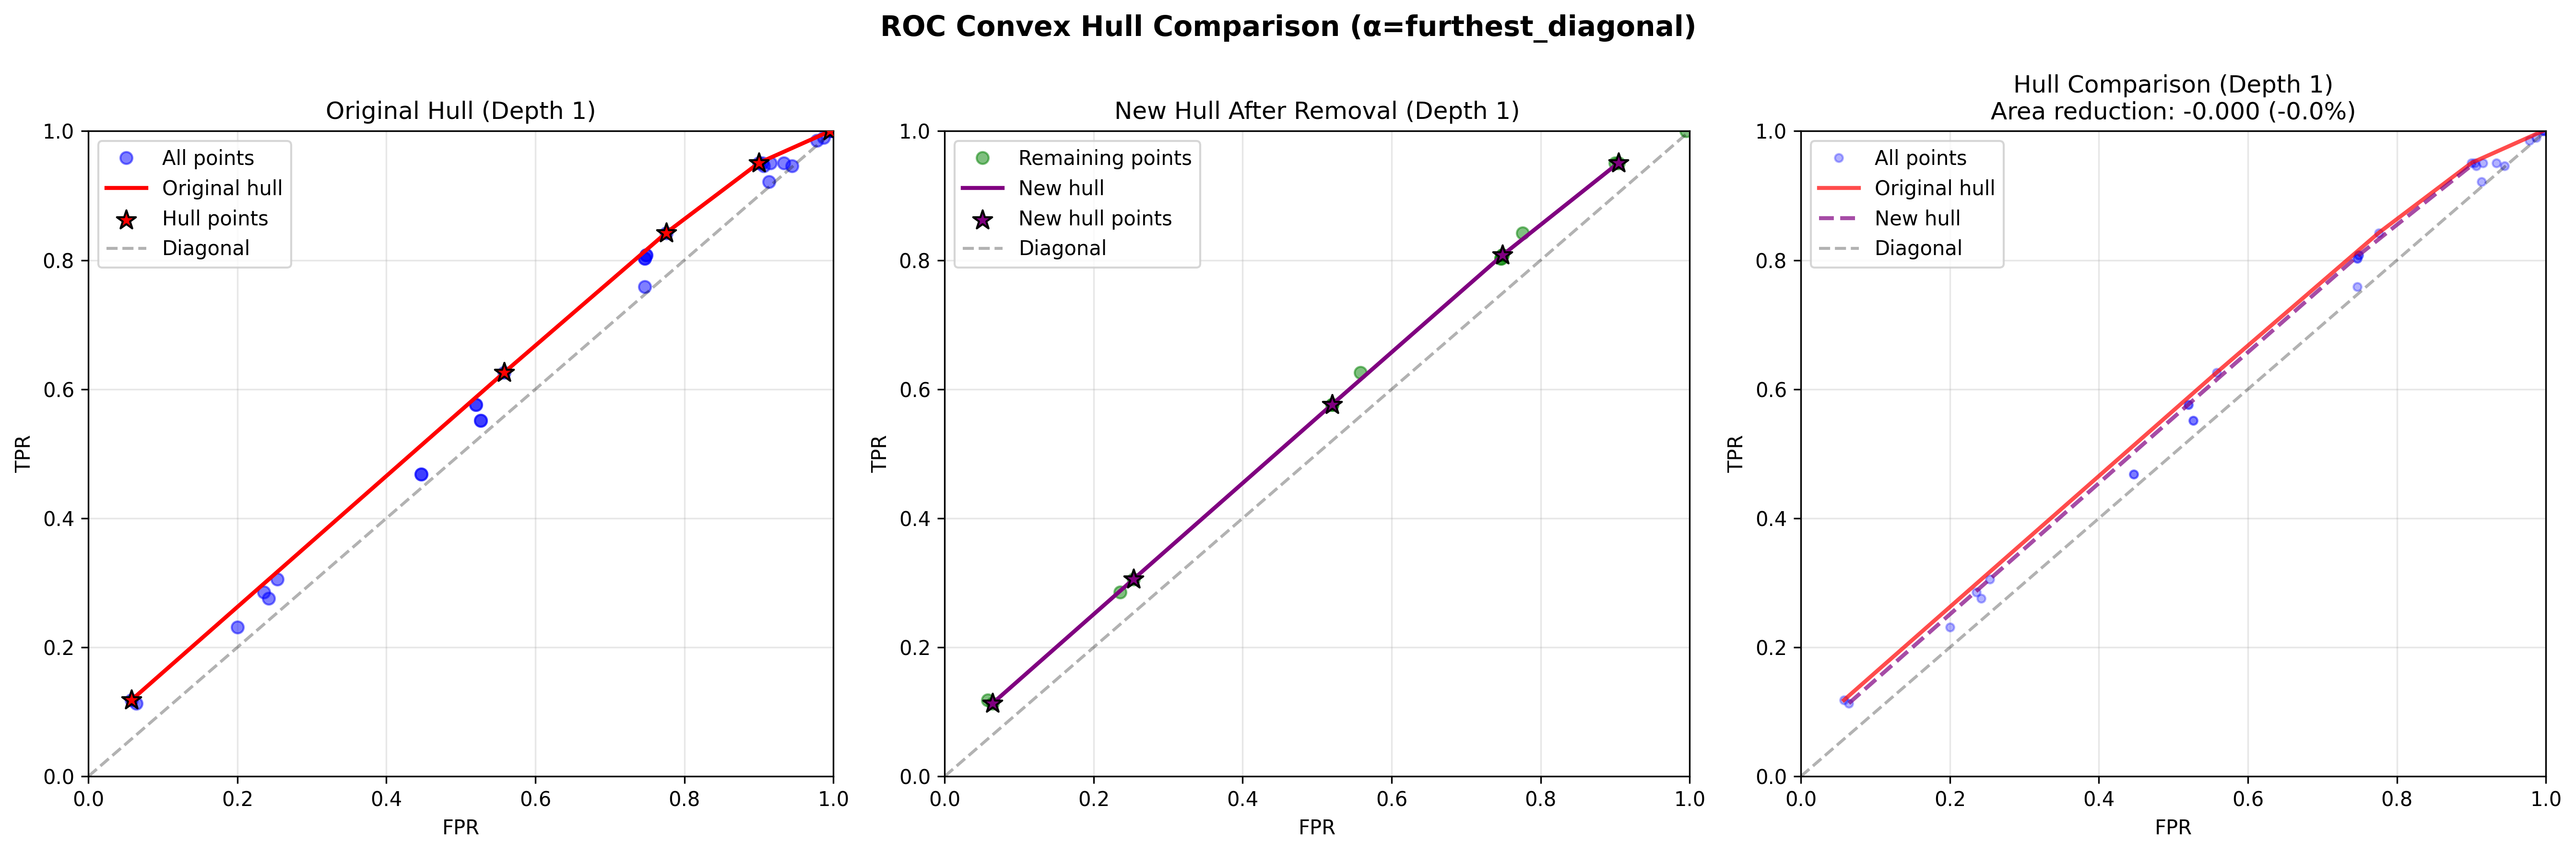 ROC Convex Hull Comparison (α=furthest_diagonal)
Original Hull (Depth 1)
All points
Original hull
Hull points
Diagonal
1.0
0.8
0.6
0.4
0.2
0.0
TPR
0.0 0.2 0.4 0.6 0.8 1.0
FPR
New Hull After Removal (Depth 1)
Remaining points
New hull
New hull points
Diagonal
1.0
0.8
0.6
0.4
0.2
0.0
TPR
0.0 0.2 0.4 0.6 0.8 1.0
FPR
Hull Comparison (Depth 1)
Area reduction: -0.000 (-0.0%)
All points
Original hull
New hull
Diagonal
1.0
0.8
0.6
0.4
0.2
0.0
TPR
0.0 0.2 0.4 0.6 0.8 1.0
FPR